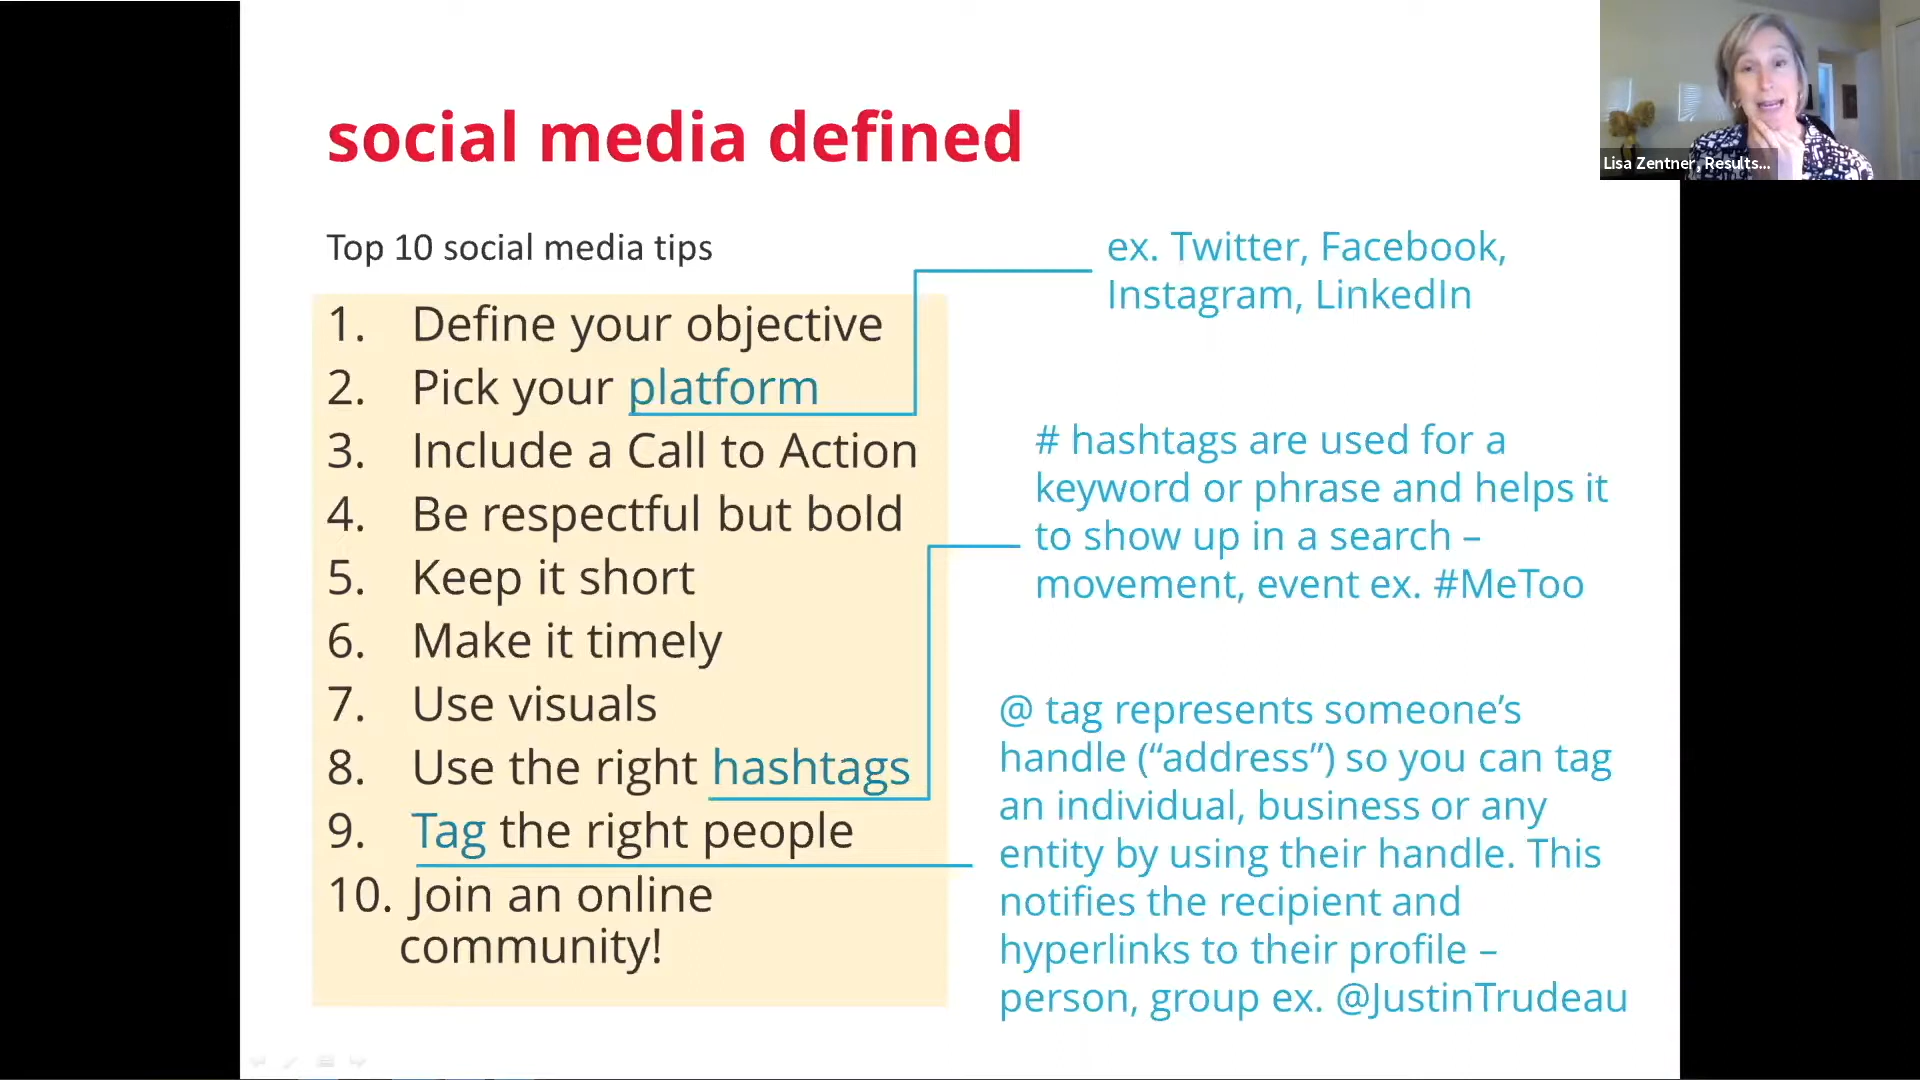 social media defined
Lisa Zentner, Results...
Top 10 social media tips
1. Define your objective
2. Pick your platform
3. Include a Call to Action
4. Be respectful but bold
5. Keep it short
6. Make it timely
7. Use visuals
8. Use the right hashtags
9. Tag the right people
10. Join an online
community!
ex. Twitter, Facebook,
Instagram, LinkedIn
# hashtags are used for a
keyword or phrase and helps it
to show up in a search –
movement, event ex. #MeToo
@ tag represents someone’s
handle (“address”) so you can tag
an individual, business or any
entity by using their handle. This
notifies the recipient and
hyperlinks to their profile –
person, group ex. @JustinTrudeau